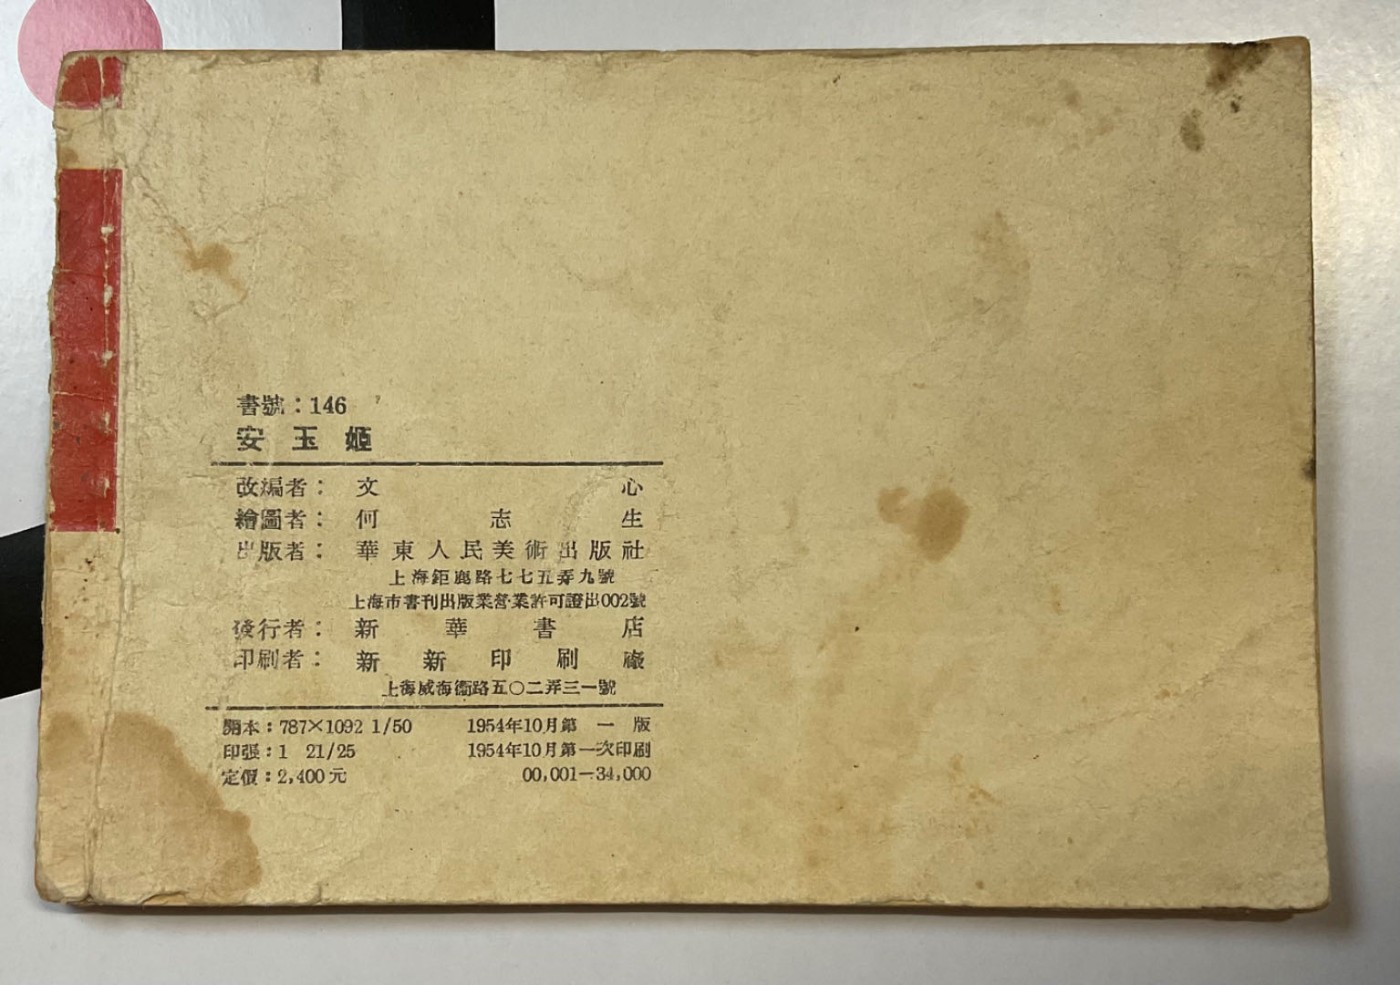 書號：146
安玉姬
改編者： 文心
繪圖者： 何志生
出版者： 華東人民美術出版社
上海鉅鹿路七七五弄九號
上海市書刊出版業營業許可證出002號
發行者： 新華書店
印刷者： 新新印刷廠
上海威海衛路五〇二弄三一號
開本：787×1092 1/50 1954年10月第一版
印張：1 21/25 1954年10月第一次印刷
定價：2,400元 00,001—34,000